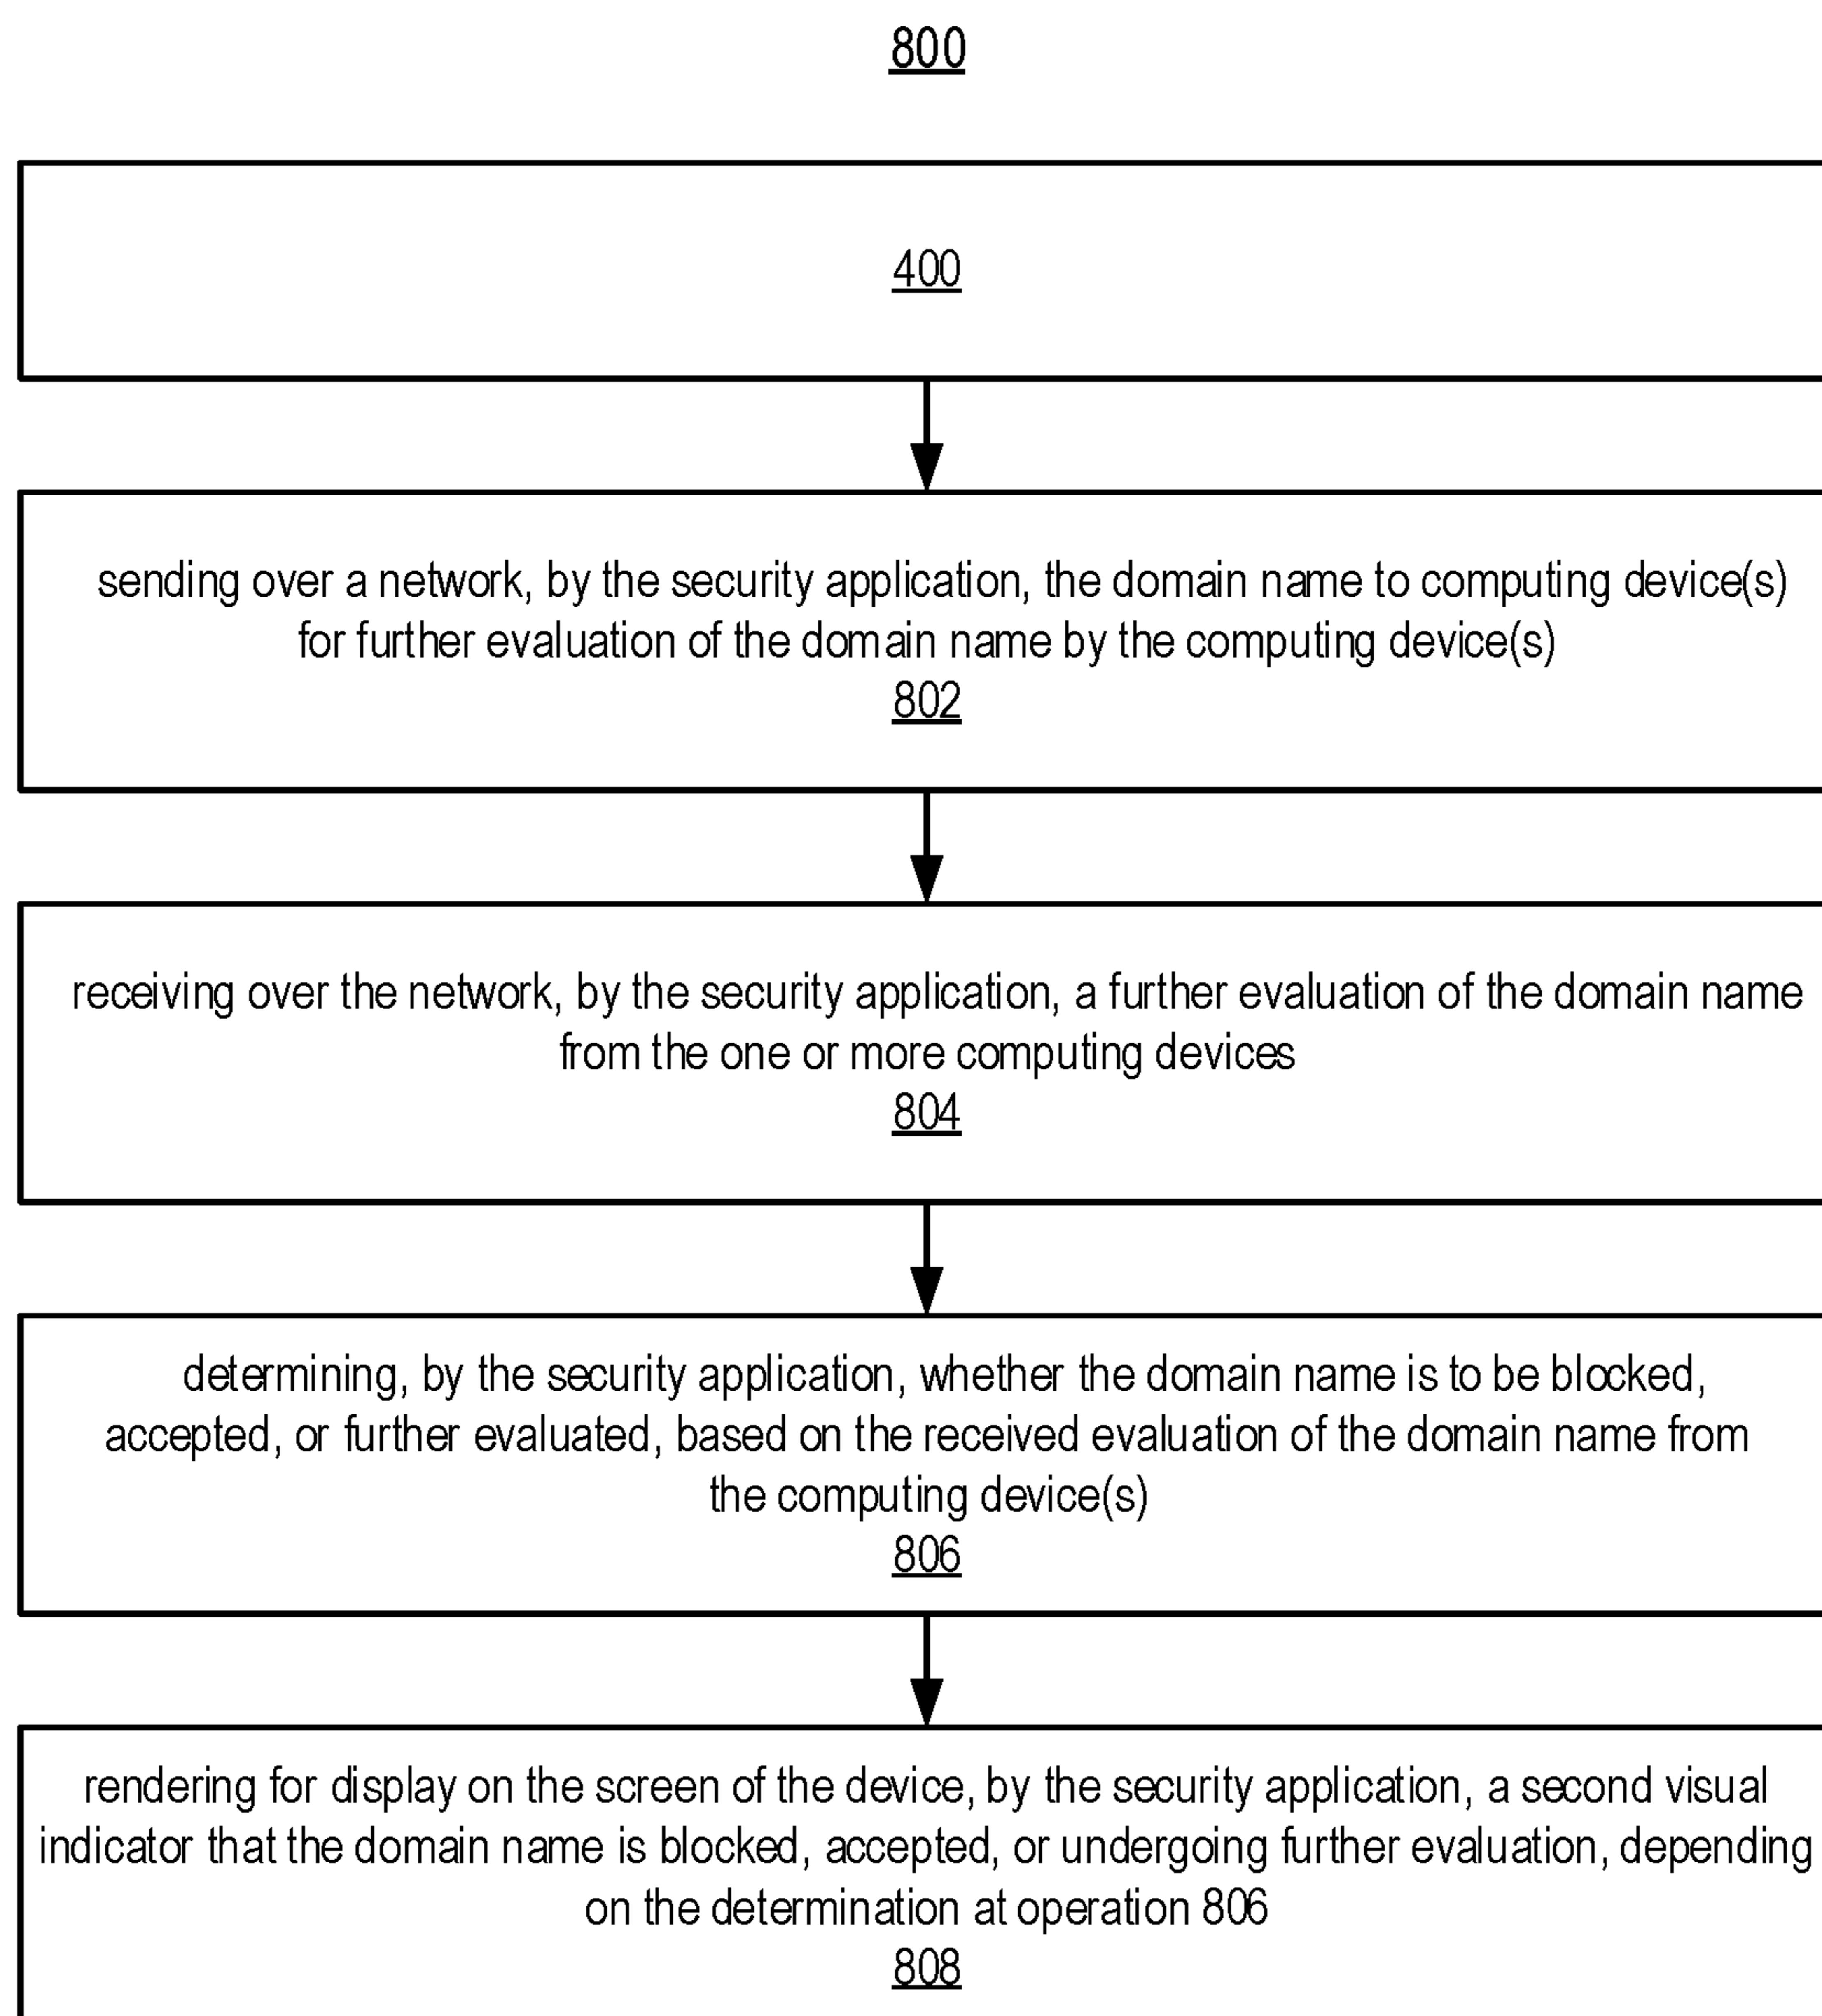 800
400
sending over a network, by the security application, the domain name to computing device(s)
for further evaluation of the domain name by the computing device(s)
802
receiving over the network, by the security application, a further evaluation of the domain name
from the one or more computing devices
804
determining, by the security application, whether the domain name is to be blocked,
accepted, or further evaluated, based on the received evaluation of the domain name from
the computing device(s)
806
rendering for display on the screen of the device, by the security application, a second visual
indicator that the domain name is blocked, accepted, or undergoing further evaluation, depending
on the determination at operation 806
808